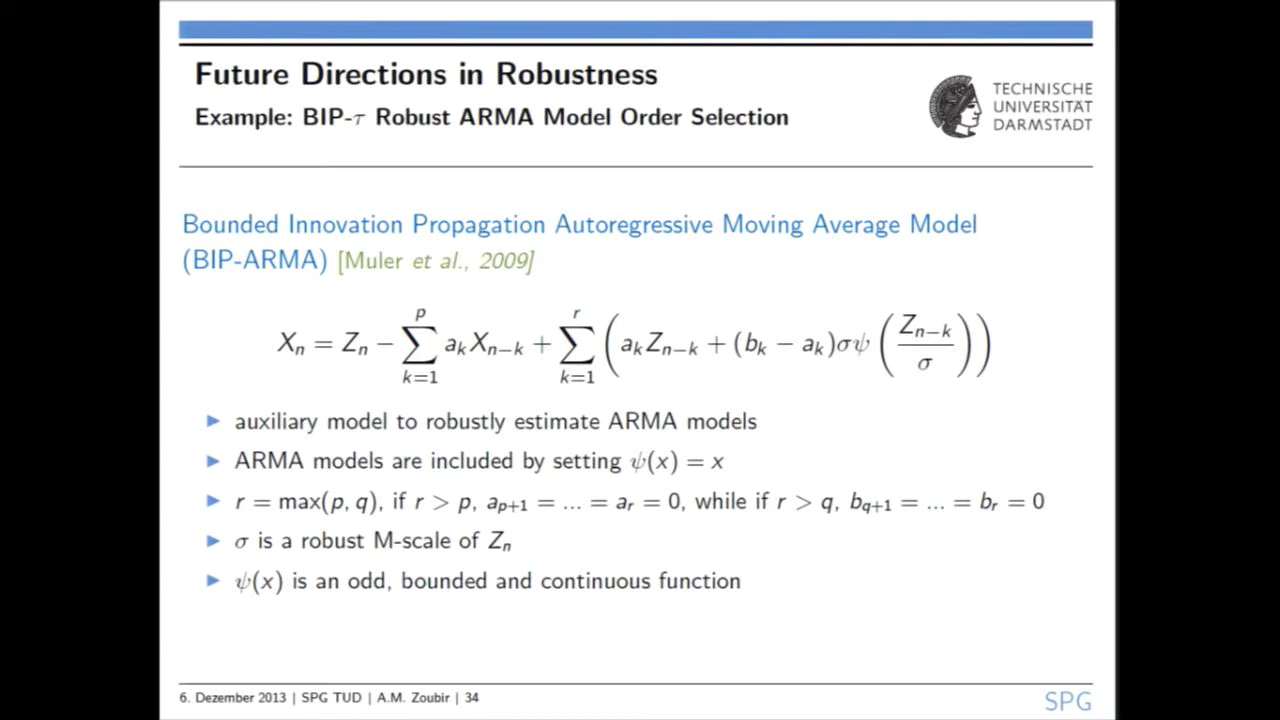 Future Directions in Robustness
Example: BIP-τ Robust ARMA Model Order Selection
TECHNISCHE
UNIVERSITÄT
DARMSTADT
Bounded Innovation Propagation Autoregressive Moving Average Model
(BIP-ARMA) [Muler et al., 2009]
X_n = Z_n − ∑_{k=1}^{p} a_k X_{n−k} + ∑_{k=1}^{r} ( a_k Z_{n−k} + (b_k − a_k)σψ ( Z_{n−k} / σ ) )
▶ auxiliary model to robustly estimate ARMA models
▶ ARMA models are included by setting ψ(x) = x
▶ r = max(p, q), if r > p, a_{p+1} = ... = a_r = 0, while if r > q, b_{q+1} = ... = b_r = 0
▶ σ is a robust M-scale of Z_n
▶ ψ(x) is an odd, bounded and continuous function
6. Dezember 2013 | SPG TUD | A.M. Zoubir | 34
SPG